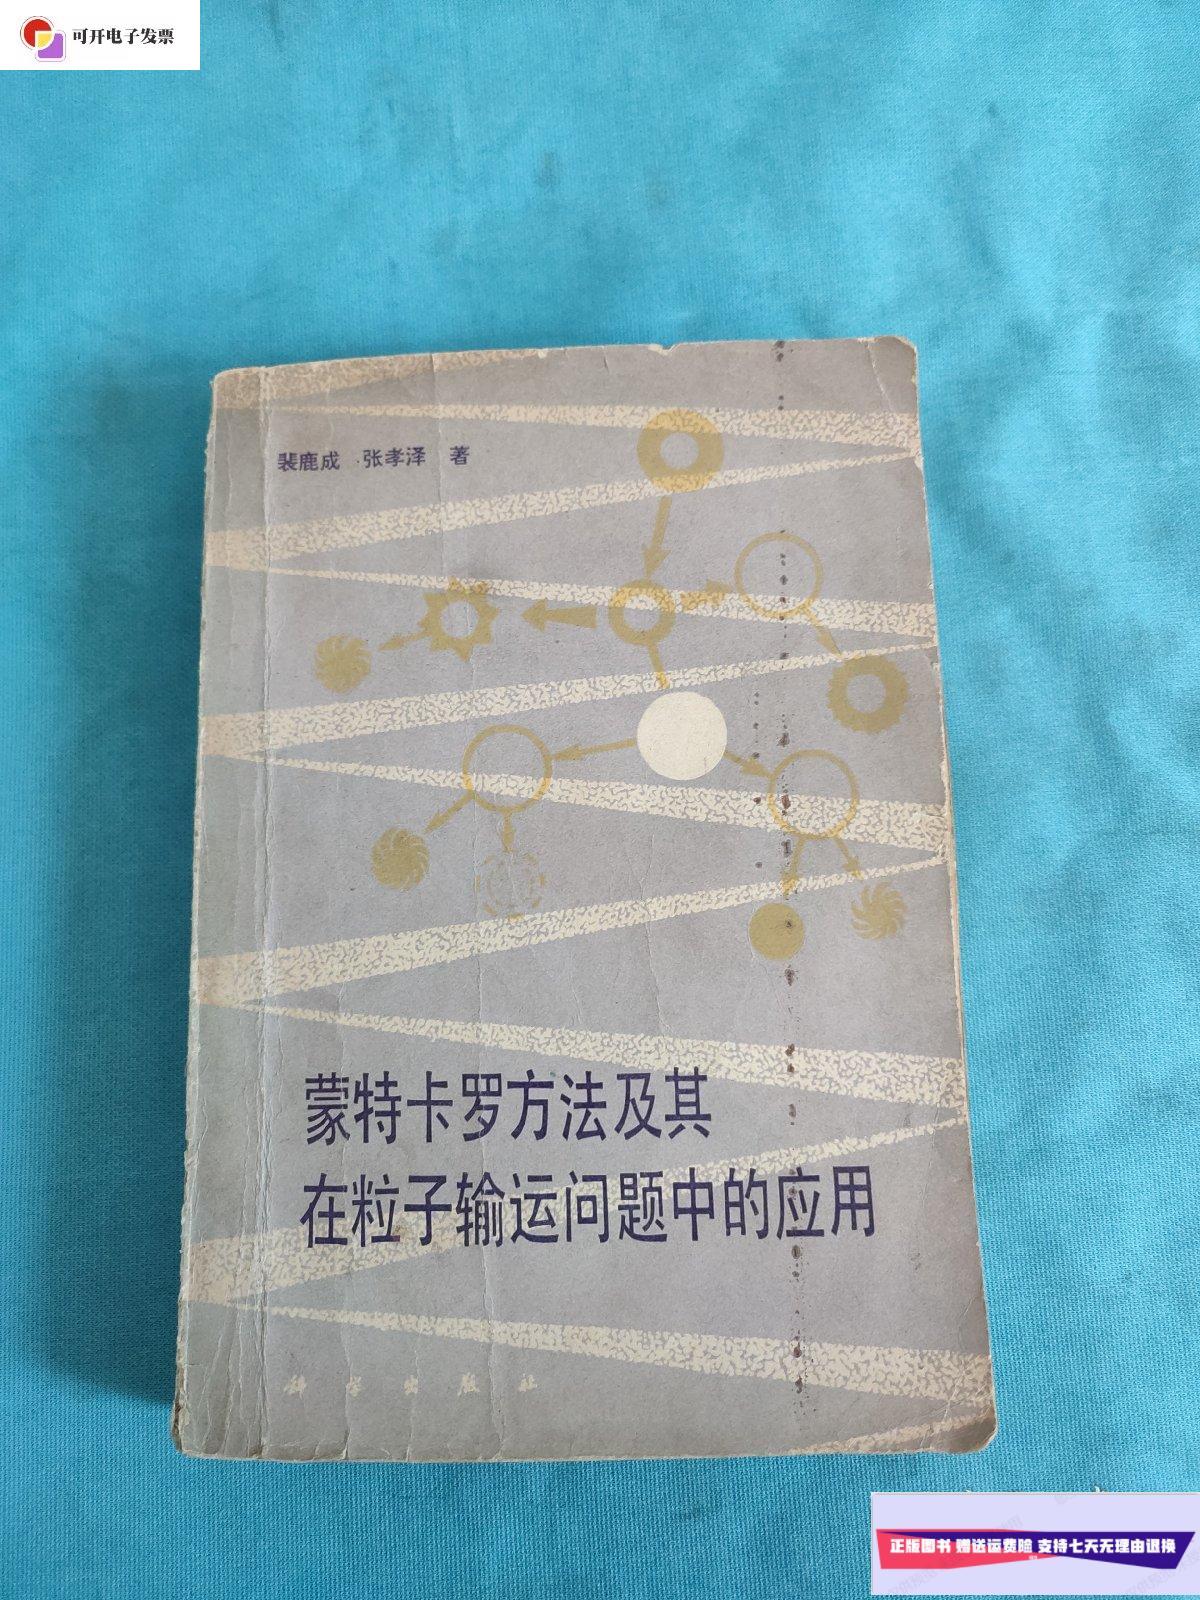 可开电子发票
裴鹿成 张孝泽 著
蒙特卡罗方法及其
在粒子输运问题中的应用
科学出版社
正版图书 赠送运费险 支持七天无理由退换